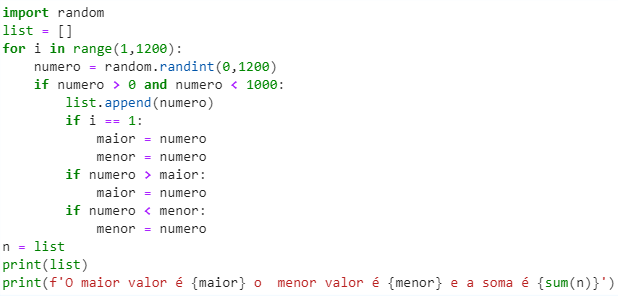 import random
list = []
for i in range(1,1200):
    numero = random.randint(0,1200)
    if numero > 0 and numero < 1000:
        list.append(numero)
        if i == 1:
            maior = numero
            menor = numero
        if numero > maior:
            maior = numero
        if numero < menor:
            menor = numero
n = list
print(list)
print(f'O maior valor é {maior} o  menor valor é {menor} e a soma é {sum(n)}')